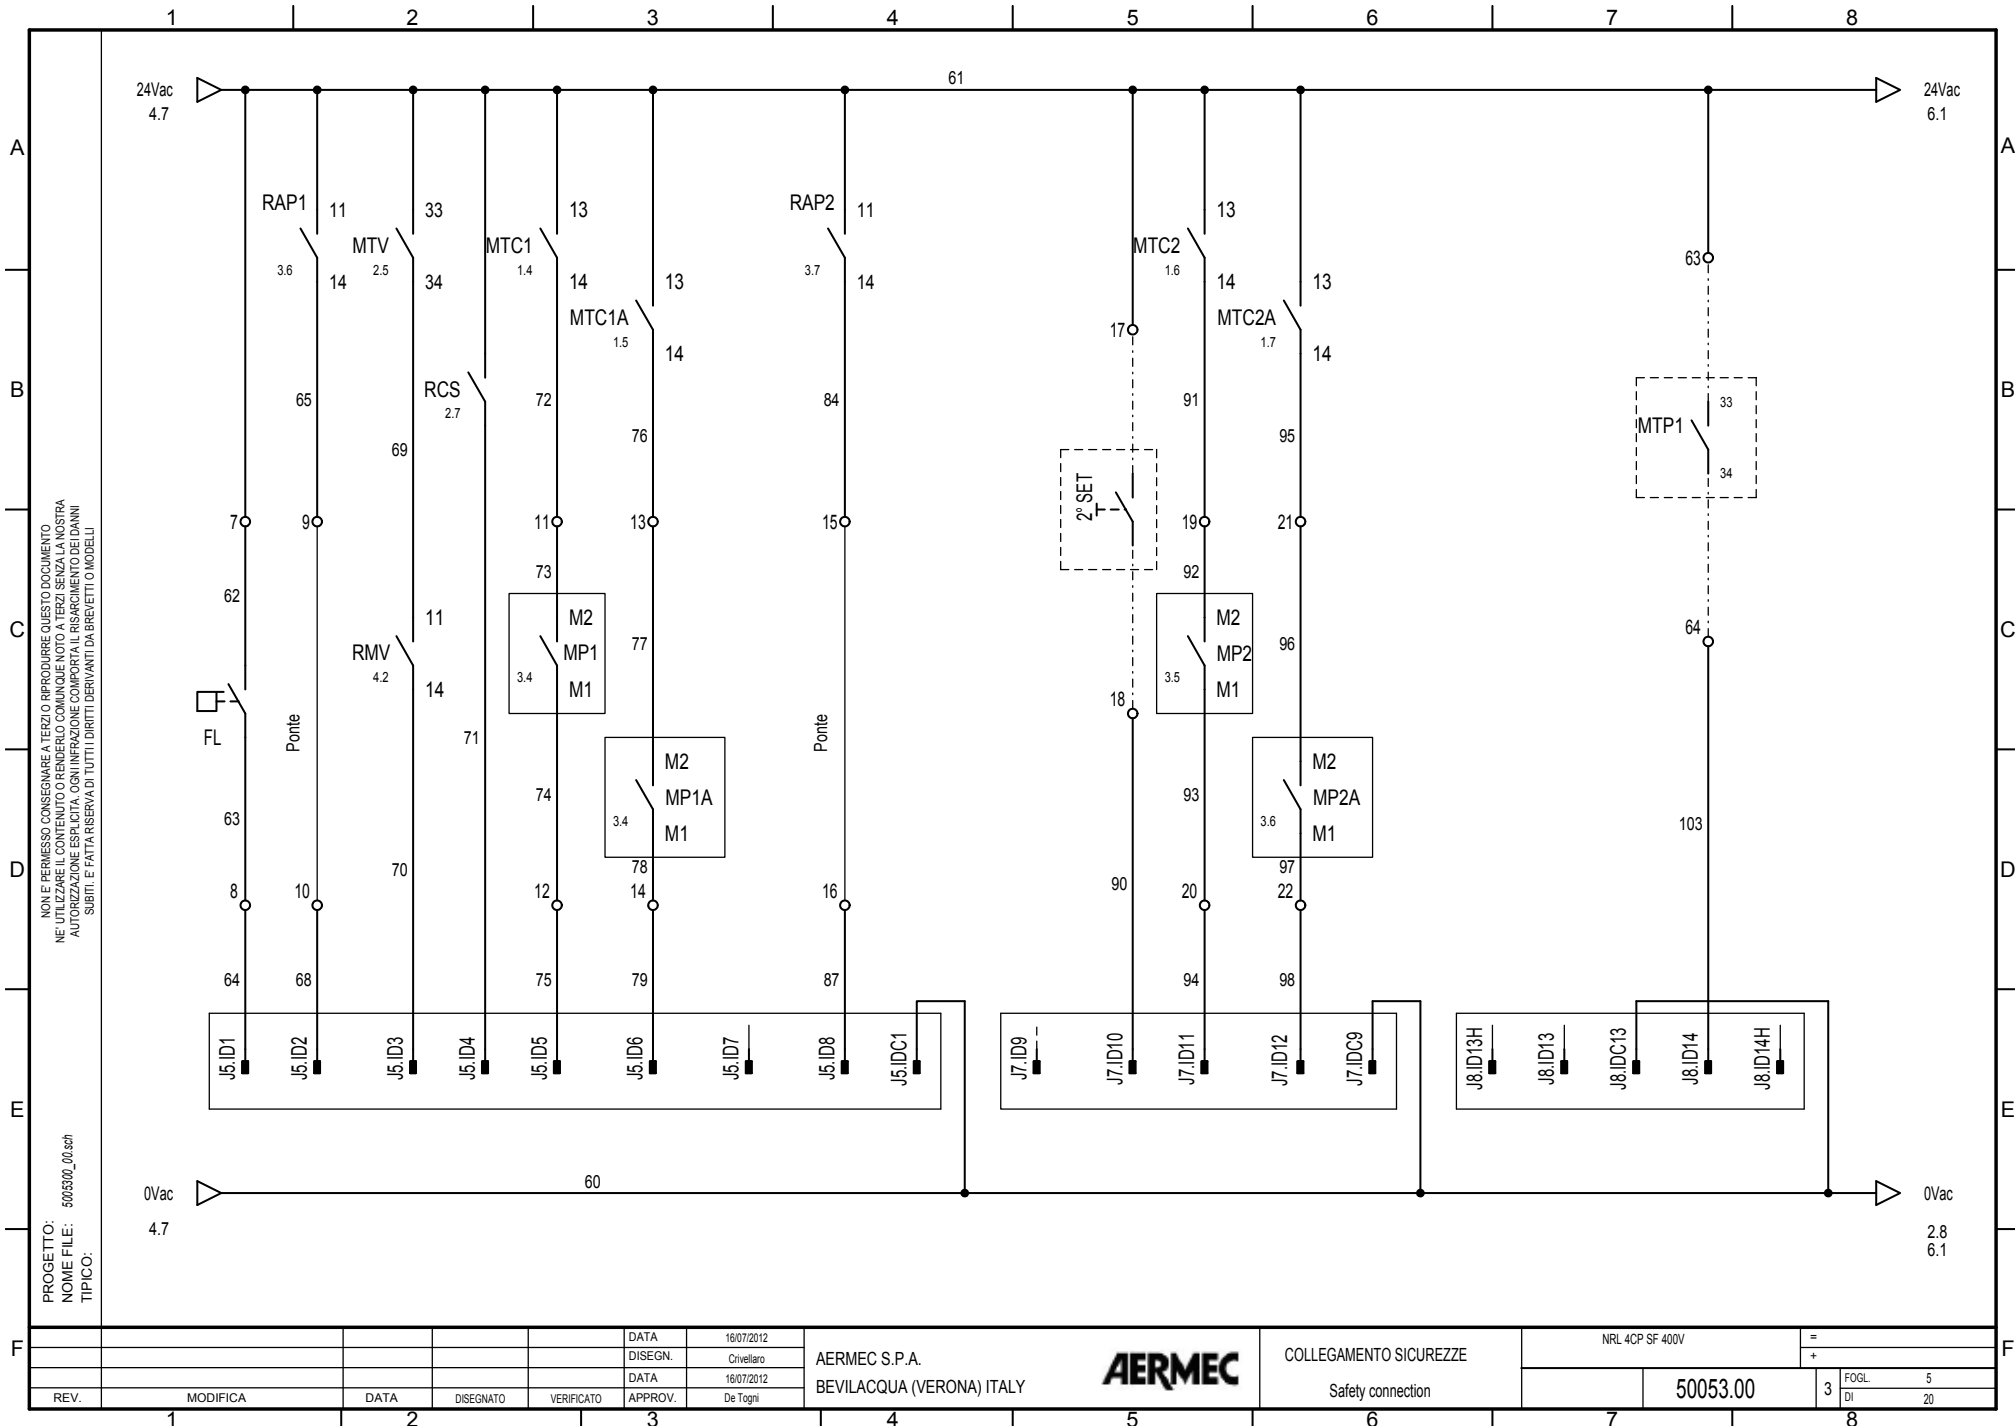 1 2 3 4 5 6 7 8
24Vac 61 24Vac
4.7 6.1
A A
RAP1 11 33 13 RAP2 11 13
MTV MTC1 MTC2 63
3.6 2.5 1.4 3.7 1.6
14 34 14 13 14 14 13
MTC1A 17 MTC2A
1.5 1.7
14 14
B RCS B
2.7
65 72 84 91 33
MTP1
69 76 95
34
2° SET
7 9 11 13 15 19 21
62 73 92
C 11 M2 M2 64 C
RMV MP1 77 MP2 96
4.2 3.4 3.5
14 M1 18 M1
FL Ponte 71 Ponte
M2 M2
63 74 MP1A 93 MP2A 103
3.4 3.6
M1 M1
D 70 78 90 97 D
8 10 12 14 16 20 22
64 68 75 79 87 94 98
J5.ID1 J5.ID2 J5.ID3 J5.ID4 J5.ID5 J5.ID6 J5.ID7 J5.ID8 J5.IDC1 J7.ID9 J7.ID10 J7.ID11 J7.ID12 J7.IDC9 J8.ID13H J8.ID13 J8.IDC13 J8.ID14 J8.ID14H
E E
0Vac 60 0Vac
4.7 2.8
6.1
NON E' PERMESSO CONSEGNARE A TERZI O RIPRODURRE QUESTO DOCUMENTO
NE' UTILIZZARE IL CONTENUTO O RENDERLO COMUNQUE NOTO A TERZI SENZA LA NOSTRA
AUTORIZZAZIONE ESPLICITA. OGNI INFRAZIONE COMPORTA IL RISARCIMENTO DEI DANNI
SUBITI. E' FATTA RISERVA DI TUTTI I DIRITTI DERIVANTI DA BREVETTI O MODELLI
PROGETTO:
NOME FILE: 5005300_00.sch
TIPICO:
F F
DATA 16/07/2012
DISEGN. Crivellaro
DATA 16/07/2012
REV. MODIFICA DATA DISEGNATO VERIFICATO APPROV. De Togni
AERMEC S.P.A.
BEVILACQUA (VERONA) ITALY
AERMEC
COLLEGAMENTO SICUREZZE
Safety connection
NRL 4CP SF 400V
=
+
50053.00 3
FOGL. 5
DI 20
1 2 3 4 5 6 7 8